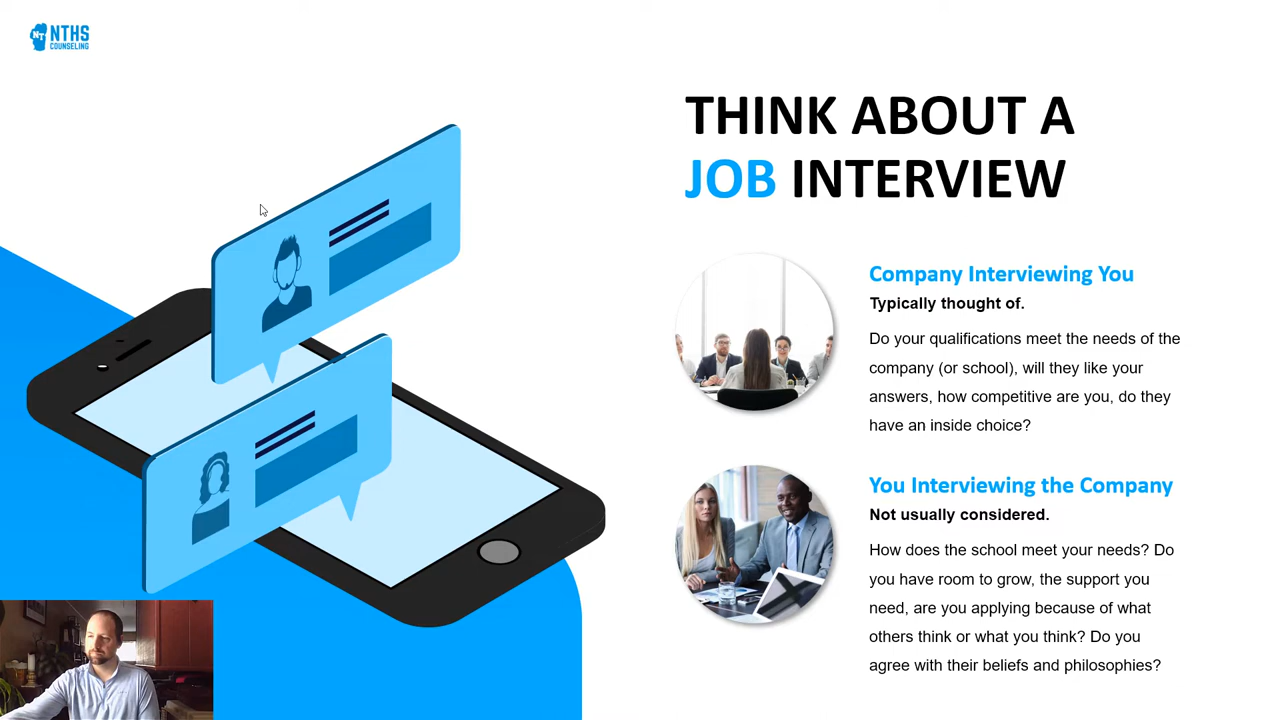 NT
NTHS
COUNSELING
THINK ABOUT A
JOB INTERVIEW
Company Interviewing You
Typically thought of.
Do your qualifications meet the needs of the
company (or school), will they like your
answers, how competitive are you, do they
have an inside choice?
You Interviewing the Company
Not usually considered.
How does the school meet your needs? Do
you have room to grow, the support you
need, are you applying because of what
others think or what you think? Do you
agree with their beliefs and philosophies?